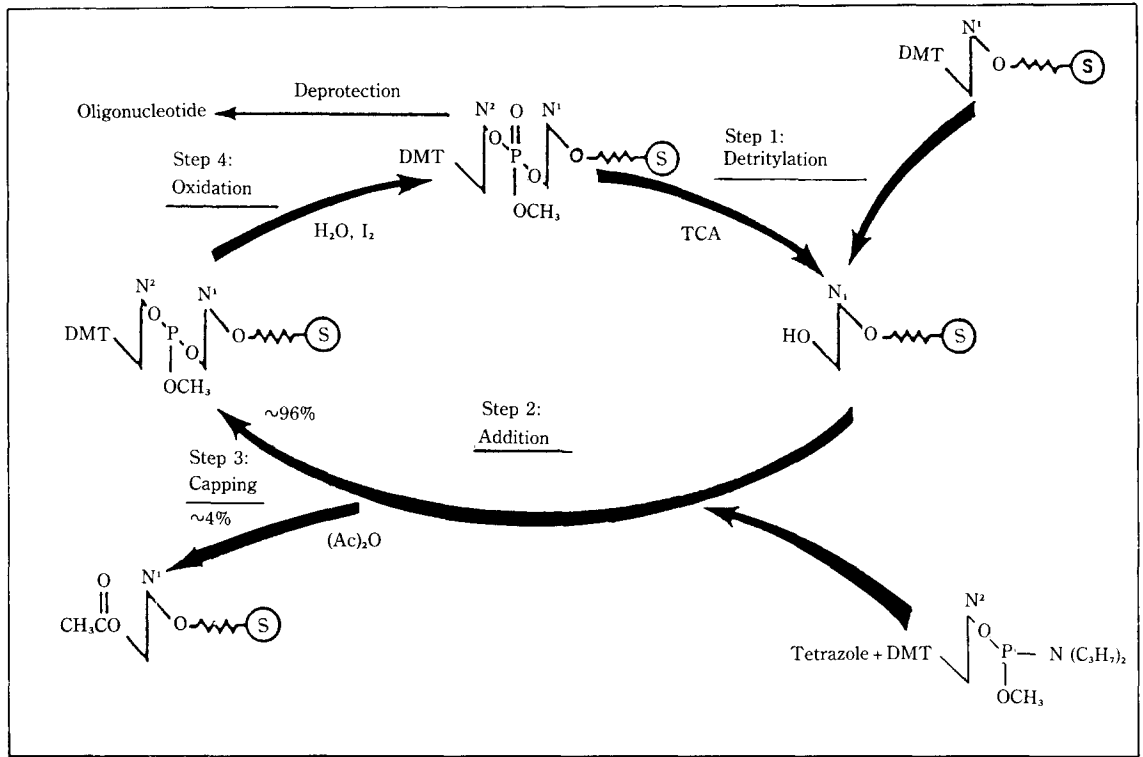 N¹
DMT
O
S
Deprotection
Oligonucleotide
N² O N¹
O
DMT
P
O
O
S
OCH₃
Step 1:
Detritylation
Step 4:
Oxidation
H₂O, I₂
TCA
N² N¹
O
DMT
P
O
O
S
OCH₃
N₁
HO
O
S
~96%
Step 2:
Addition
Step 3:
Capping
~4%
(Ac)₂O
O
N¹
CH₃CO
O
S
N²
O
Tetrazole + DMT
P — N (C₃H₇)₂
OCH₃